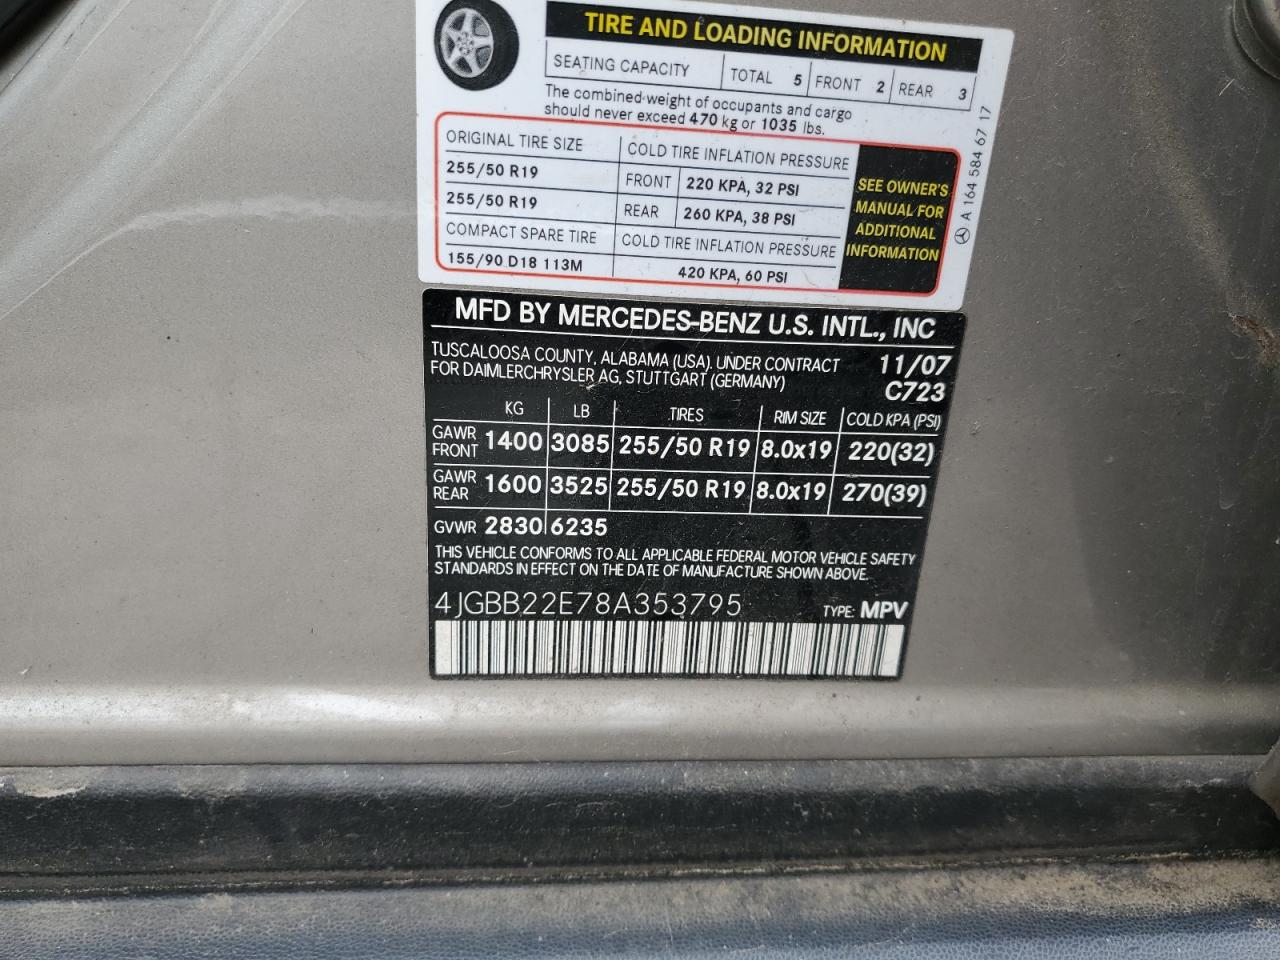 TIRE AND LOADING INFORMATION
SEATING CAPACITY TOTAL 5 FRONT 2 REAR 3
The combined weight of occupants and cargo
should never exceed 470 kg or 1035 lbs.
ORIGINAL TIRE SIZE COLD TIRE INFLATION PRESSURE
255/50 R19 FRONT 220 KPA, 32 PSI
255/50 R19 REAR 260 KPA, 38 PSI
COMPACT SPARE TIRE COLD TIRE INFLATION PRESSURE
155/90 D18 113M 420 KPA, 60 PSI
SEE OWNER'S
MANUAL FOR
ADDITIONAL
INFORMATION
A 164 584 67 17
MFD BY MERCEDES-BENZ U.S. INTL., INC
TUSCALOOSA COUNTY, ALABAMA (USA). UNDER CONTRACT 11/07
FOR DAIMLERCHRYSLER AG, STUTTGART (GERMANY) C723
KG LB TIRES RIM SIZE COLD KPA (PSI)
GAWR FRONT 1400 3085 255/50 R19 8.0x19 220(32)
GAWR REAR 1600 3525 255/50 R19 8.0x19 270(39)
GVWR 2830 6235
THIS VEHICLE CONFORMS TO ALL APPLICABLE FEDERAL MOTOR VEHICLE SAFETY
STANDARDS IN EFFECT ON THE DATE OF MANUFACTURE SHOWN ABOVE.
4JGBB22E78A353795 TYPE: MPV